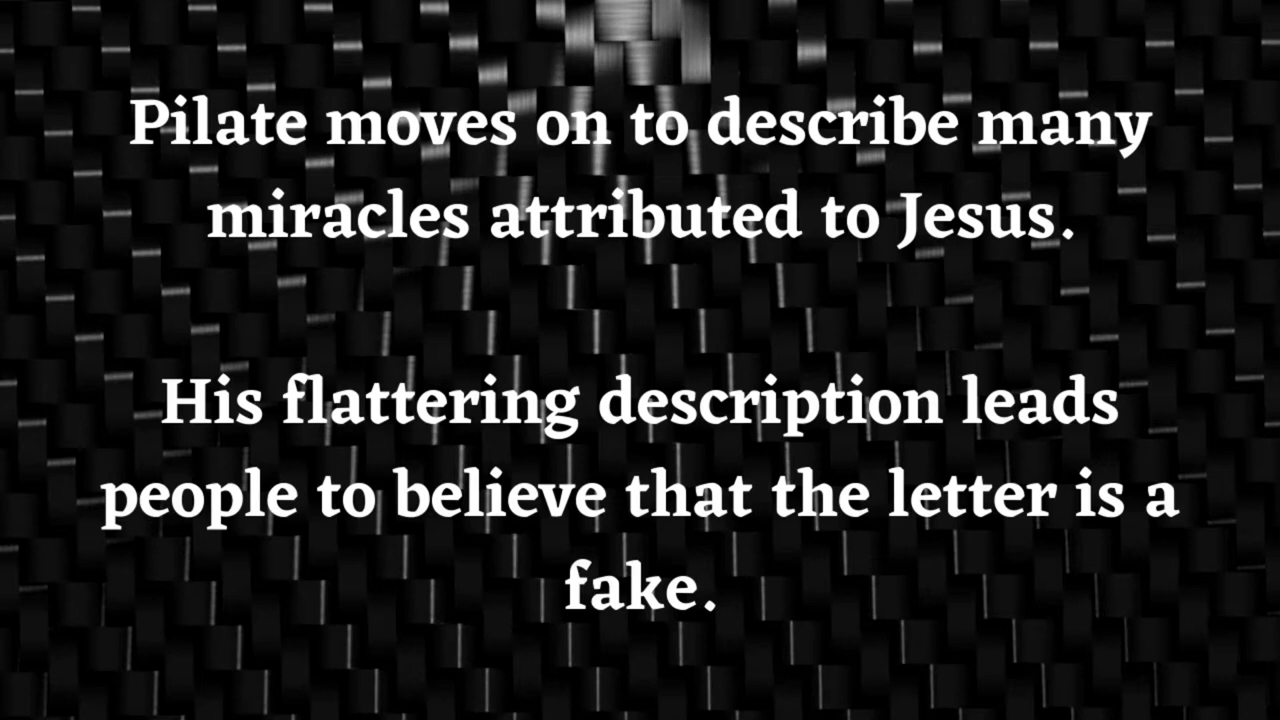 Pilate moves on to describe many
miracles attributed to Jesus.
His flattering description leads
people to believe that the letter is a
fake.